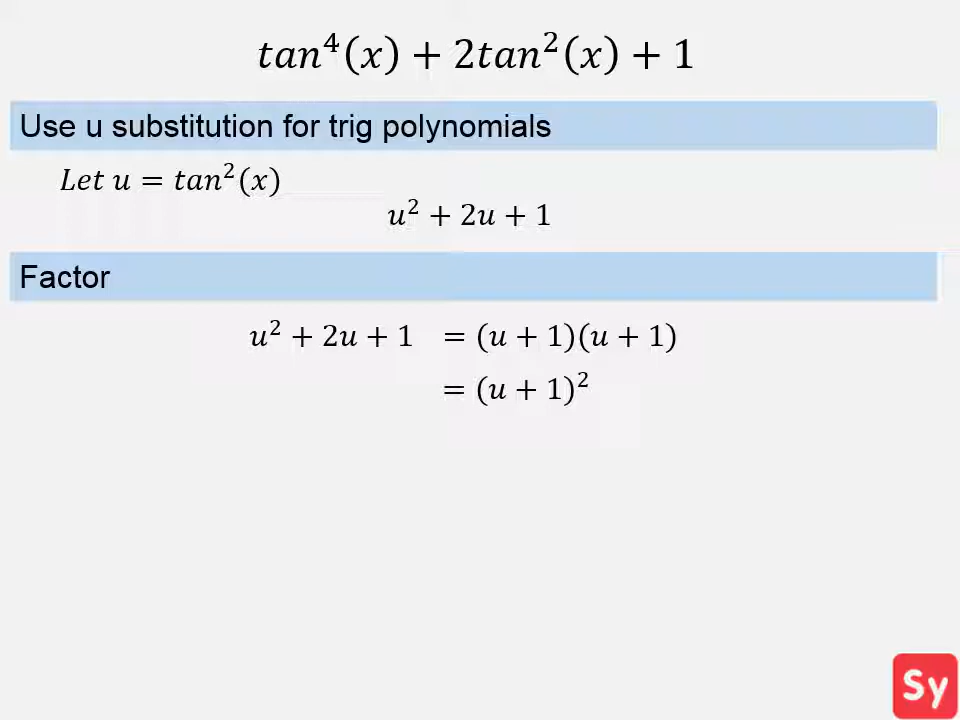 tan⁴(x) + 2tan²(x) + 1
Use u substitution for trig polynomials
Let u = tan²(x)
u² + 2u + 1
Factor
u² + 2u + 1 = (u + 1)(u + 1)
= (u + 1)²
Sy